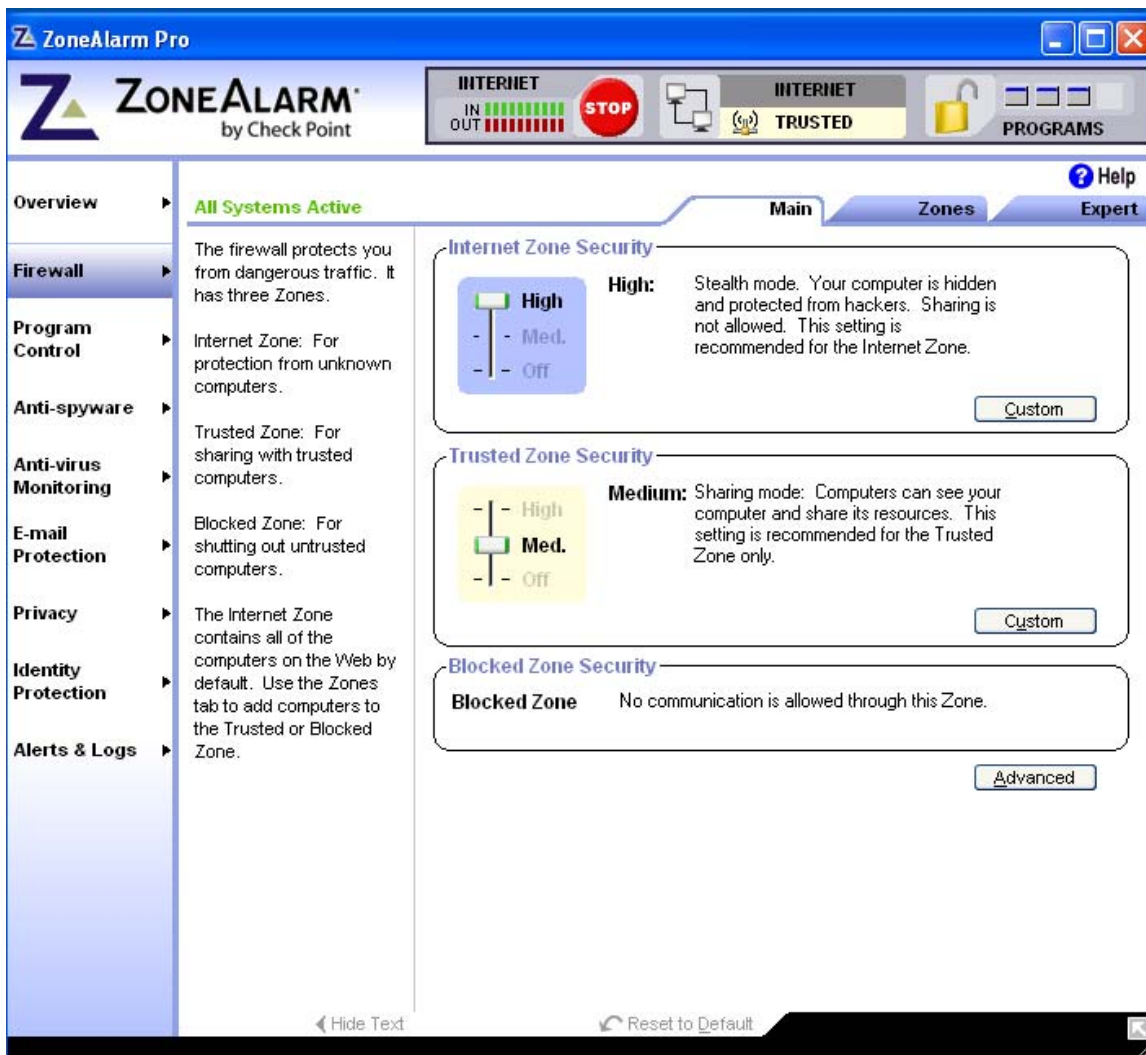 ZoneAlarm Pro
ZONEALARM
by Check Point
INTERNET
IN
OUT
STOP
INTERNET
TRUSTED
PROGRAMS
Help
Overview
Firewall
Program
Control
Anti-spyware
Anti-virus
Monitoring
E-mail
Protection
Privacy
Identity
Protection
Alerts & Logs
All Systems Active
Main
Zones
Expert
The firewall protects you
from dangerous traffic. It
has three Zones.
Internet Zone: For
protection from unknown
computers.
Trusted Zone: For
sharing with trusted
computers.
Blocked Zone: For
shutting out untrusted
computers.
The Internet Zone
contains all of the
computers on the Web by
default. Use the Zones
tab to add computers to
the Trusted or Blocked
Zone.
Internet Zone Security
High
Med.
Off
High:
Stealth mode. Your computer is hidden
and protected from hackers. Sharing is
not allowed. This setting is
recommended for the Internet Zone.
Custom
Trusted Zone Security
High
Med.
Off
Medium:
Sharing mode: Computers can see your
computer and share its resources. This
setting is recommended for the Trusted
Zone only.
Custom
Blocked Zone Security
Blocked Zone
No communication is allowed through this Zone.
Advanced
Hide Text
Reset to Default